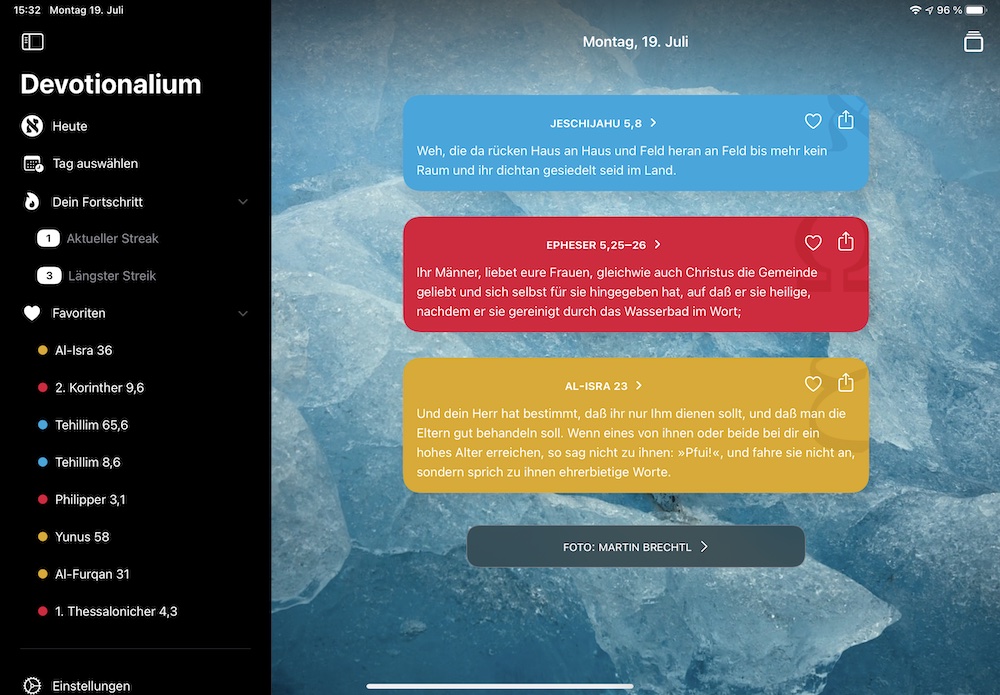 15:32 Montag 19. Juli
96 %
Devotionalium
Heute
Tag auswählen
Dein Fortschritt
1 Aktueller Streak
3 Längster Streik
Favoriten
Al-Isra 36
2. Korinther 9,6
Tehillim 65,6
Tehillim 8,6
Philipper 3,1
Yunus 58
Al-Furqan 31
1. Thessalonicher 4,3
Einstellungen
Montag, 19. Juli
JESCHIJAHU 5,8
Weh, die da rücken Haus an Haus und Feld heran an Feld bis mehr kein
Raum und ihr dichtan gesiedelt seid im Land.
EPHESER 5,25–26
Ihr Männer, liebet eure Frauen, gleichwie auch Christus die Gemeinde
geliebt und sich selbst für sie hingegeben hat, auf daß er sie heilige,
nachdem er sie gereinigt durch das Wasserbad im Wort;
AL-ISRA 23
Und dein Herr hat bestimmt, daß ihr nur Ihm dienen sollt, und daß man die
Eltern gut behandeln soll. Wenn eines von ihnen oder beide bei dir ein
hohes Alter erreichen, so sag nicht zu ihnen: »Pfui!«, und fahre sie nicht an,
sondern sprich zu ihnen ehrerbietige Worte.
FOTO: MARTIN BRECHTL